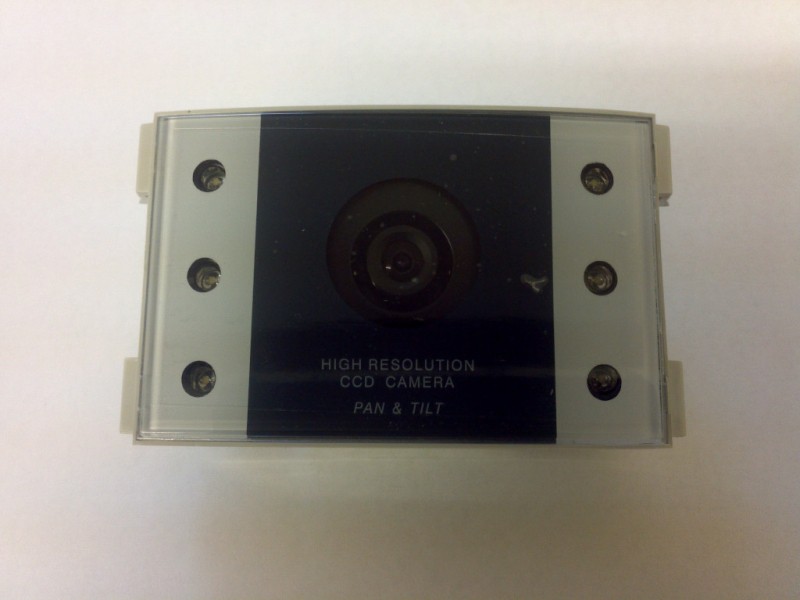 HIGH RESOLUTION
CCD CAMERA
PAN & TILT